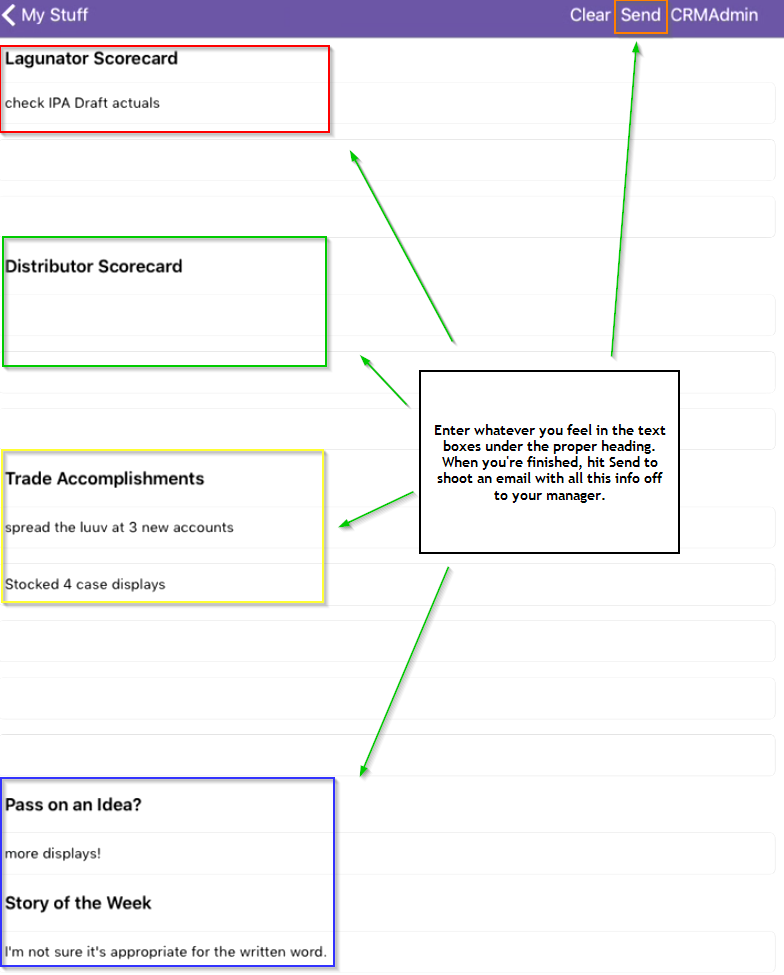 My Stuff Clear Send CRMAdmin
Lagunator Scorecard
check IPA Draft actuals
Distributor Scorecard
Enter whatever you feel in the text
boxes under the proper heading.
When you're finished, hit Send to
shoot an email with all this info off
to your manager.
Trade Accomplishments
spread the luuv at 3 new accounts
Stocked 4 case displays
Pass on an Idea?
more displays!
Story of the Week
I'm not sure it's appropriate for the written word.